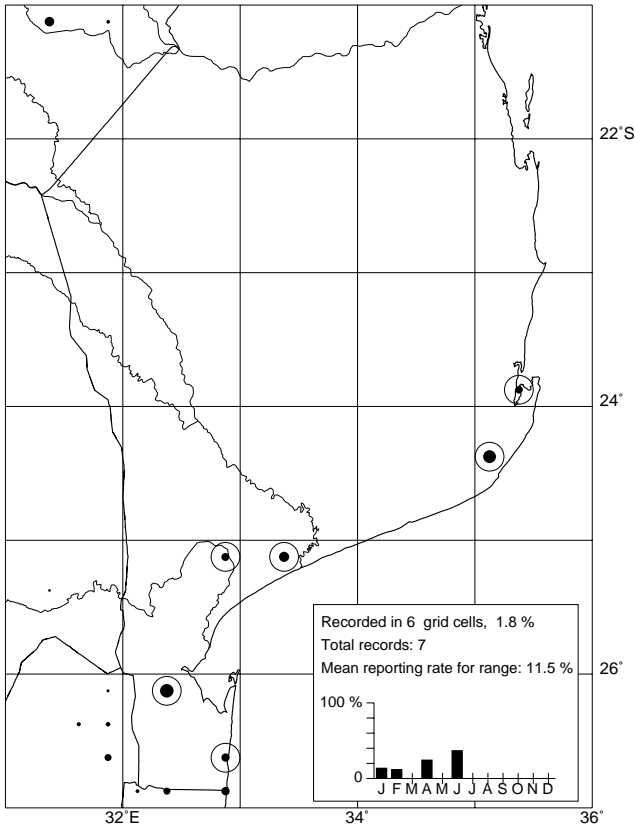 22˚S
24˚
Recorded in 6 grid cells, 1.8 %
Total records: 7
Mean reporting rate for range: 11.5 %
26˚
100 %
0
J F M A M J J A S O N D
32˚E
34˚
36˚